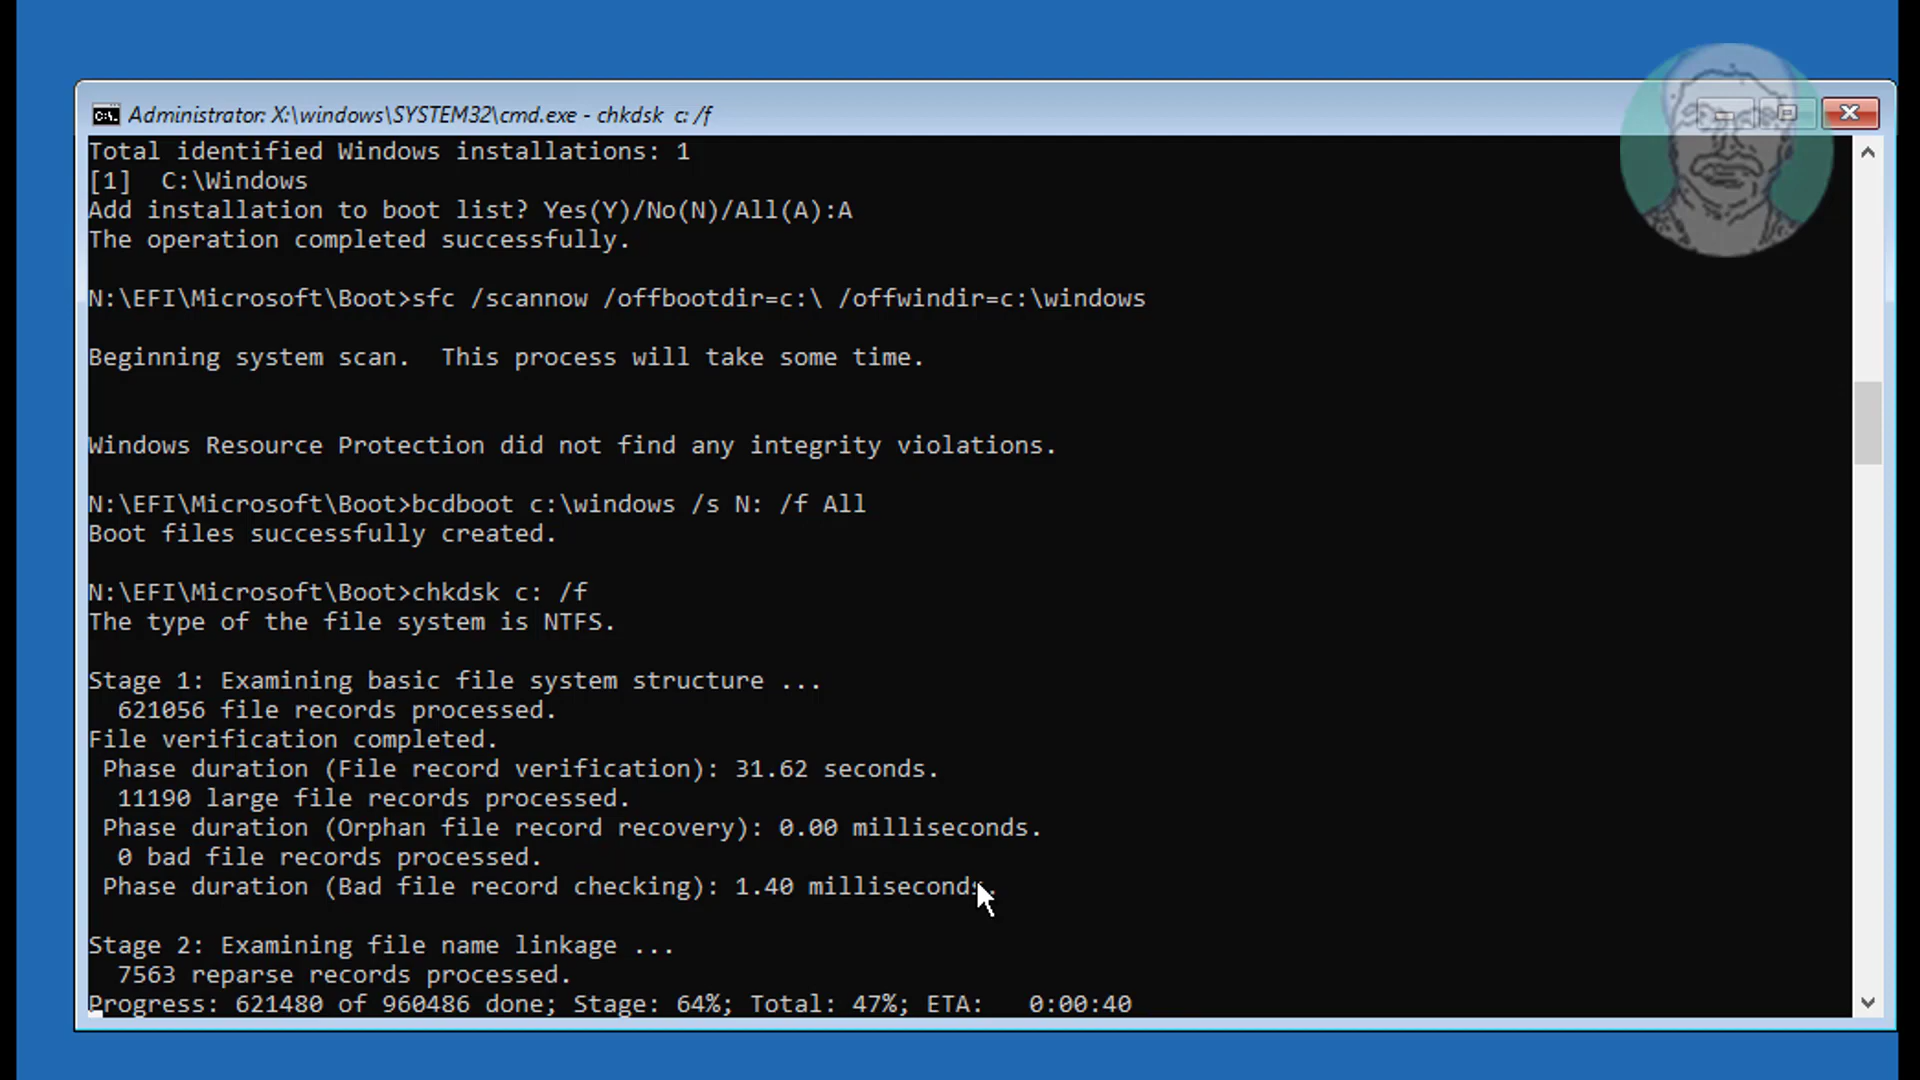 Administrator: X:\windows\SYSTEM32\cmd.exe - chkdsk  c: /f
Total identified Windows installations: 1
[1]  C:\Windows
Add installation to boot list? Yes(Y)/No(N)/All(A):A
The operation completed successfully.
N:\EFI\Microsoft\Boot>sfc /scannow /offbootdir=c:\ /offwindir=c:\windows
Beginning system scan.  This process will take some time.
Windows Resource Protection did not find any integrity violations.
N:\EFI\Microsoft\Boot>bcdboot c:\windows /s N: /f All
Boot files successfully created.
N:\EFI\Microsoft\Boot>chkdsk c: /f
The type of the file system is NTFS.
Stage 1: Examining basic file system structure ...
621056 file records processed.
File verification completed.
Phase duration (File record verification): 31.62 seconds.
11190 large file records processed.
Phase duration (Orphan file record recovery): 0.00 milliseconds.
0 bad file records processed.
Phase duration (Bad file record checking): 1.40 milliseconds.
Stage 2: Examining file name linkage ...
7563 reparse records processed.
Progress: 621480 of 960486 done; Stage: 64%; Total: 47%; ETA:   0:00:40